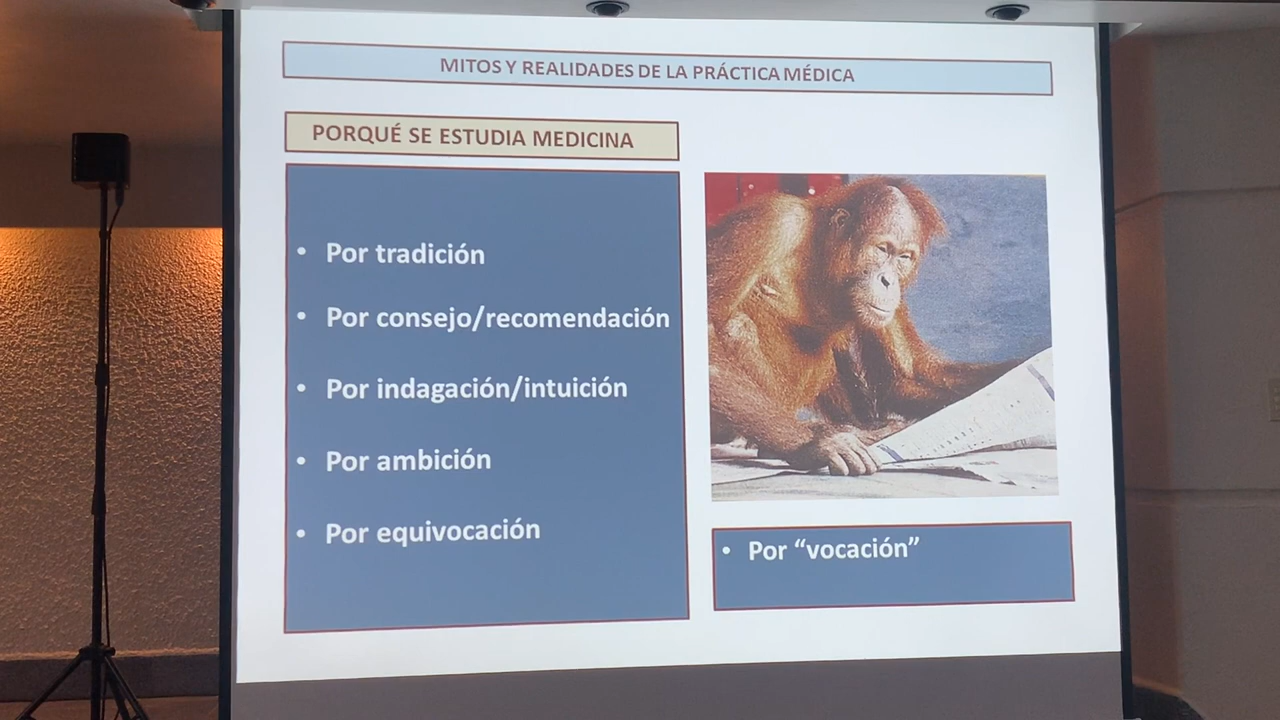 MITOS Y REALIDADES DE LA PRÁCTICA MÉDICA
PORQUÉ SE ESTUDIA MEDICINA
• Por tradición
• Por consejo/recomendación
• Por indagación/intuición
• Por ambición
• Por equivocación
• Por “vocación”